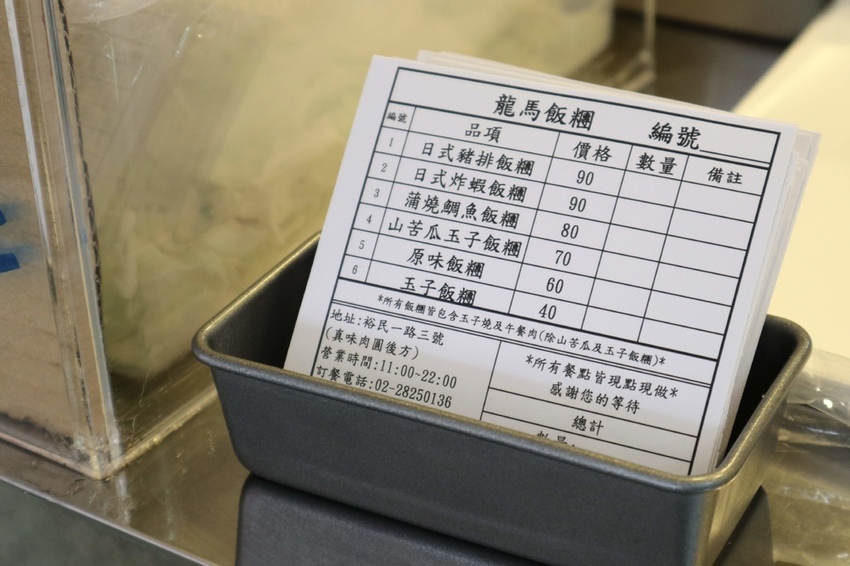 龍馬飯糰 編號______
編號 品項 價格 數量 備註
1 日式豬排飯糰 90
2 日式炸蝦飯糰 90
3 蒲燒鯛魚飯糰 80
4 山苦瓜玉子飯糰 70
5 原味飯糰 60
6 玉子飯糰 40
*所有飯糰皆包含玉子燒及午餐肉(除山苦瓜及玉子飯糰)*
地址:裕民一路三號
(真味肉圓後方)
營業時間:11:00~22:00
訂餐電話:02-28250136
*所有餐點皆現點現做*
感謝您的等待
總計